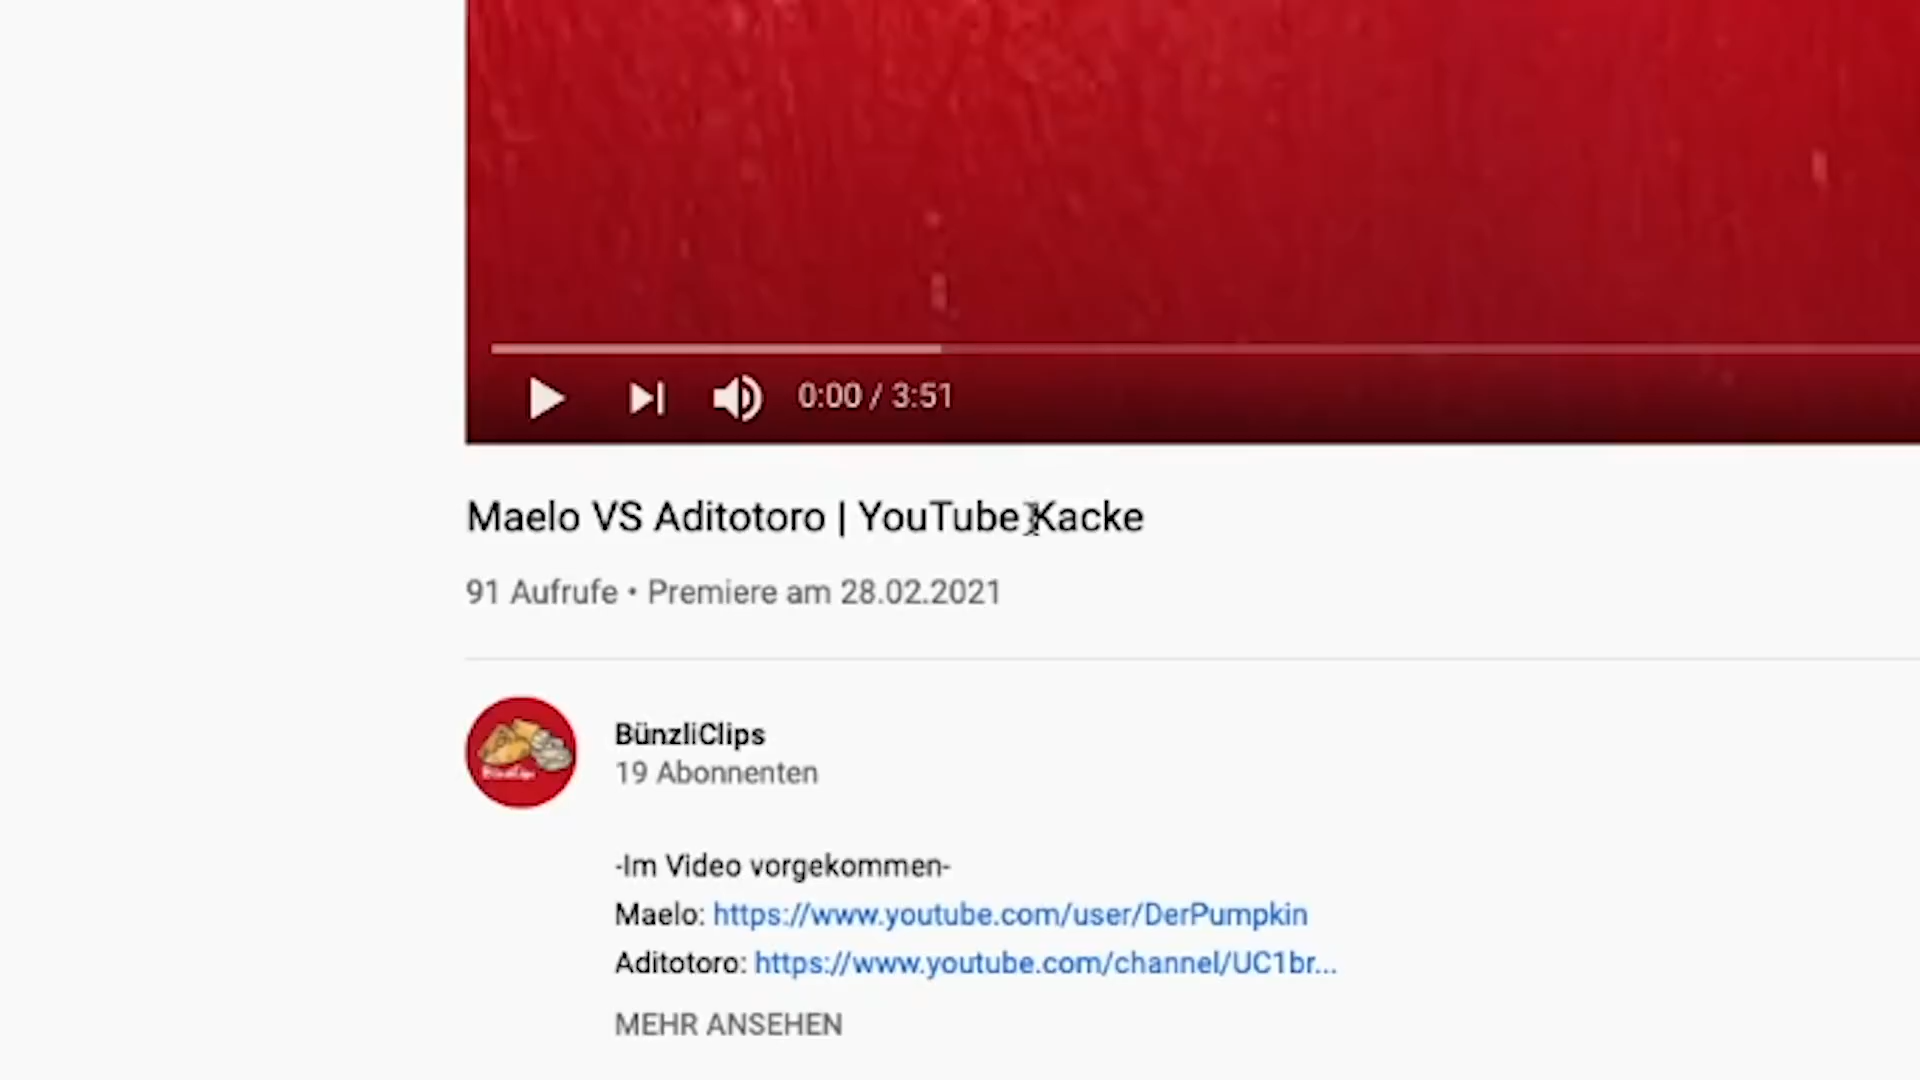 0:00 / 3:51
Maelo VS Aditotoro | YouTube Kacke
91 Aufrufe • Premiere am 28.02.2021
BünzliClips
19 Abonnenten
-Im Video vorgekommen-
Maelo: https://www.youtube.com/user/DerPumpkin
Aditotoro: https://www.youtube.com/channel/UC1br...
MEHR ANSEHEN